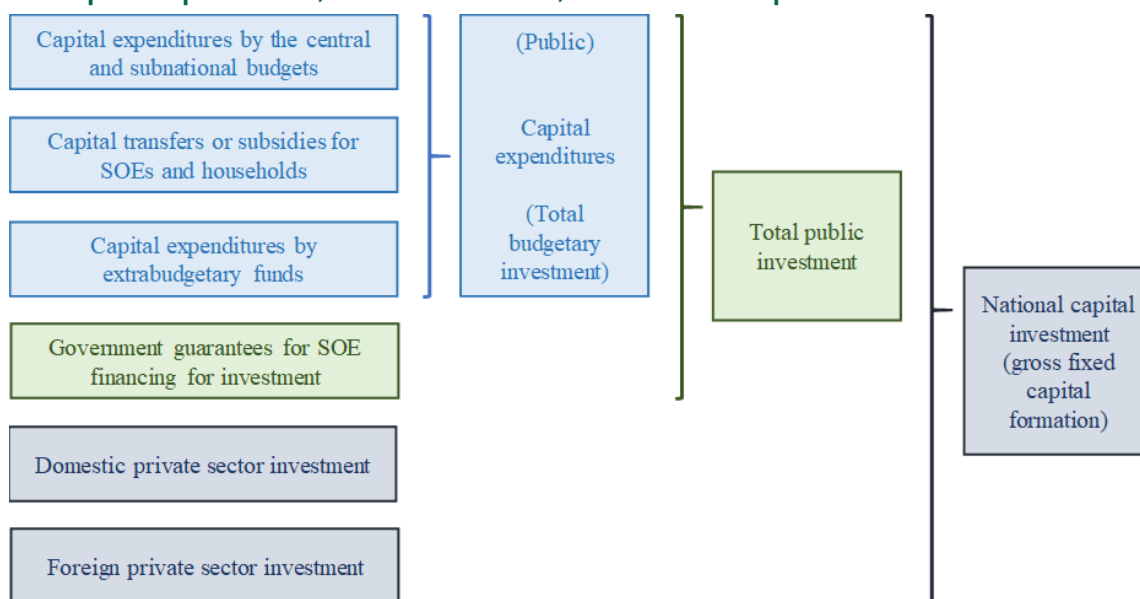 Capital expenditures by the central
and subnational budgets
Capital transfers or subsidies for
SOEs and households
Capital expenditures by
extrabudgetary funds
Government guarantees for SOE
financing for investment
Domestic private sector investment
Foreign private sector investment
(Public)
Capital
expenditures
(Total
budgetary
investment)
Total public
investment
National capital
investment
(gross fixed
capital
formation)